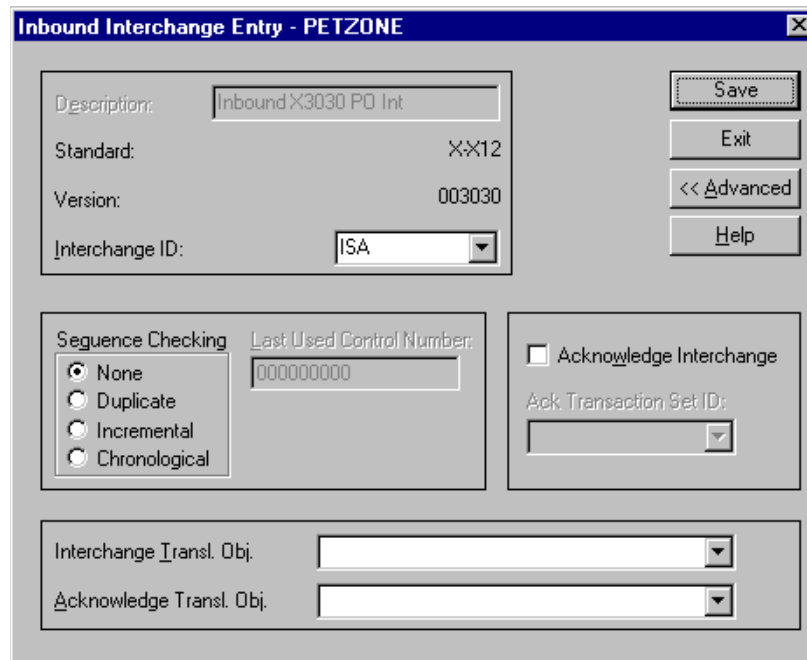 Inbound Interchange Entry - PETZONE
Description: Inbound X3030 PO Int
Standard: X-X12
Version: 003030
Interchange ID: ISA
Save
Exit
<< Advanced
Help
Sequence Checking
None
Duplicate
Incremental
Chronological
Last Used Control Number:
000000000
Acknowledge Interchange
Ack Transaction Set ID:
Interchange Transl. Obj.
Acknowledge Transl. Obj.